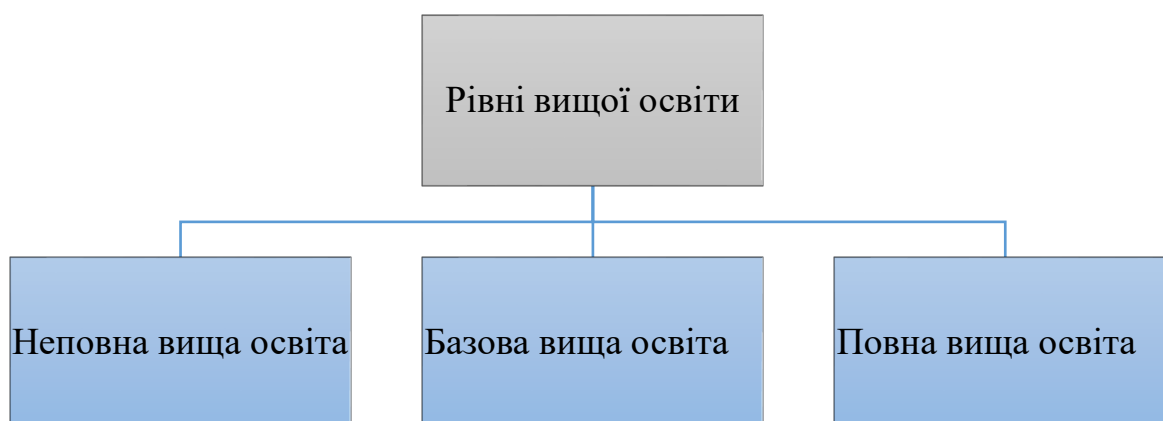 Рівні вищої освіти
Неповна вища освіта
Базова вища освіта
Повна вища освіта